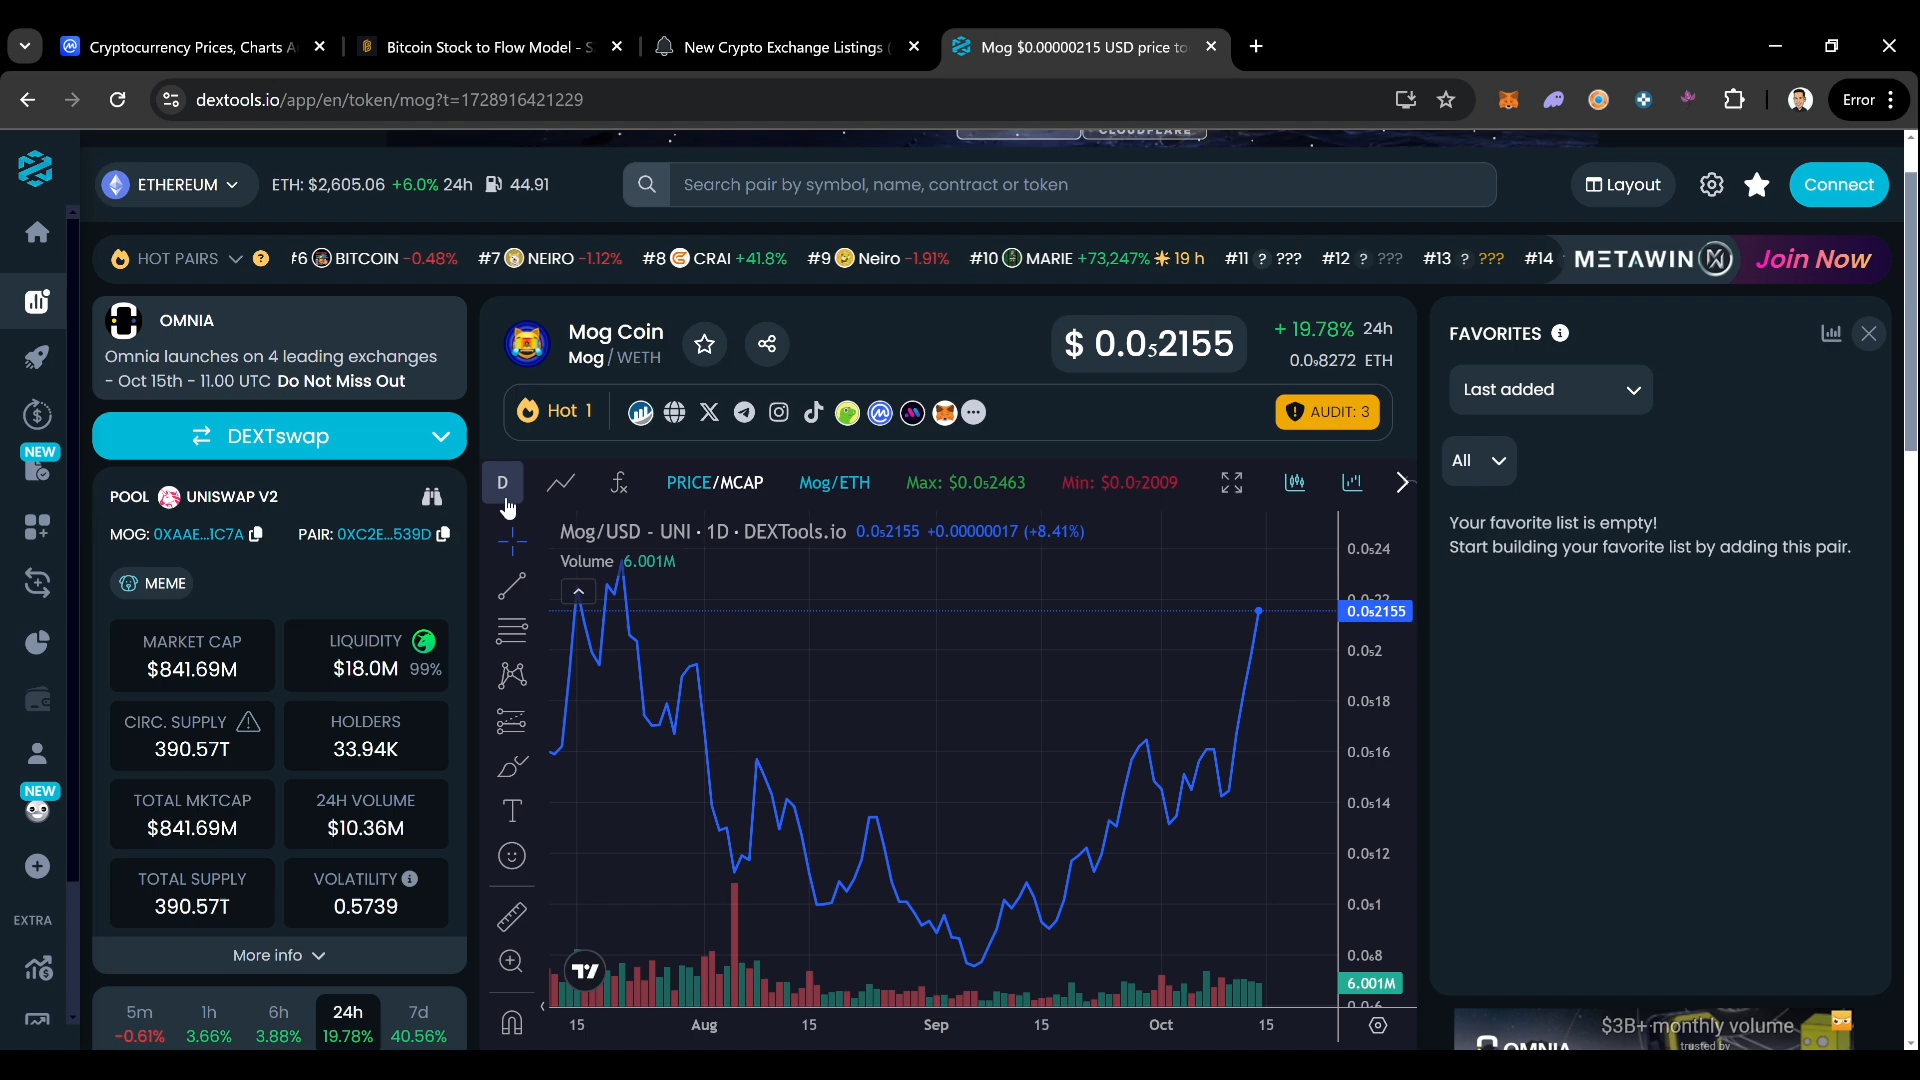 Cryptocurrency Prices, Charts A
Bitcoin Stock to Flow Model - S
New Crypto Exchange Listings (
Mog $0.00000215 USD price to
dextools.io/app/en/token/mog?t=1728916421229
Error
CLOUDFLARE
ETHEREUM
ETH: $2,605.06 +6.0% 24h 44.91
Search pair by symbol, name, contract or token
Layout
Connect
HOT PAIRS
#6 BITCOIN -0.48% #7 NEIRO -1.12% #8 CRAI +41.8% #9 Neiro -1.91% #10 MARIE +73,247% 19 h #11 ? ??? #12 ? ??? #13 ? ??? #14
METAWIN Join Now
OMNIA
Omnia launches on 4 leading exchanges
- Oct 15th - 11.00 UTC Do Not Miss Out
DEXTswap
POOL UNISWAP V2
MOG: 0XAAE...1C7A PAIR: 0XC2E...539D
MEME
MARKET CAP
$841.69M
LIQUIDITY
$18.0M 99%
CIRC. SUPPLY
390.57T
HOLDERS
33.94K
TOTAL MKTCAP
$841.69M
24H VOLUME
$10.36M
TOTAL SUPPLY
390.57T
VOLATILITY
0.5739
More info
5m 1h 6h 24h 7d
-0.61% 3.66% 3.88% 19.78% 40.56%
NEW
NEW
EXTRA
Mog Coin
Mog / WETH
$ 0.0₅2155
+ 19.78% 24h
0.0₉8272 ETH
Hot 1
AUDIT: 3
D
PRICE/MCAP Mog/ETH Max: $0.0₅2463 Min: $0.0₇2009
Mog/USD - UNI · 1D · DEXTools.io 0.0₅2155 +0.00000017 (+8.41%)
Volume 6.001M
0.0₅24
0.0₅22
0.0₅2155
0.0₅2
0.0₅18
0.0₅16
0.0₅14
0.0₅12
0.0₅1
0.0₆8
6.001M
0.0₆6
15 Aug 15 Sep 15 Oct 15
FAVORITES
Last added
All
Your favorite list is empty!
Start building your favorite list by adding this pair.
$3B+ monthly volume
trusted by
OMNIA